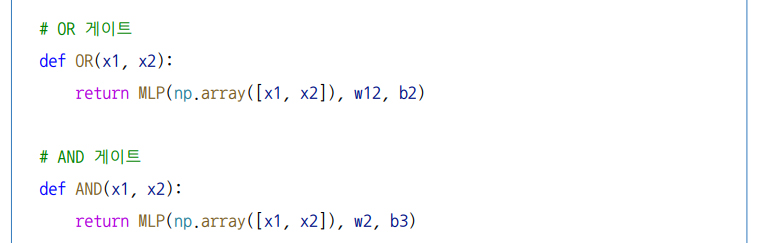 # OR 게이트
def OR(x1, x2):
    return MLP(np.array([x1, x2]), w12, b2)
# AND 게이트
def AND(x1, x2):
    return MLP(np.array([x1, x2]), w2, b3)